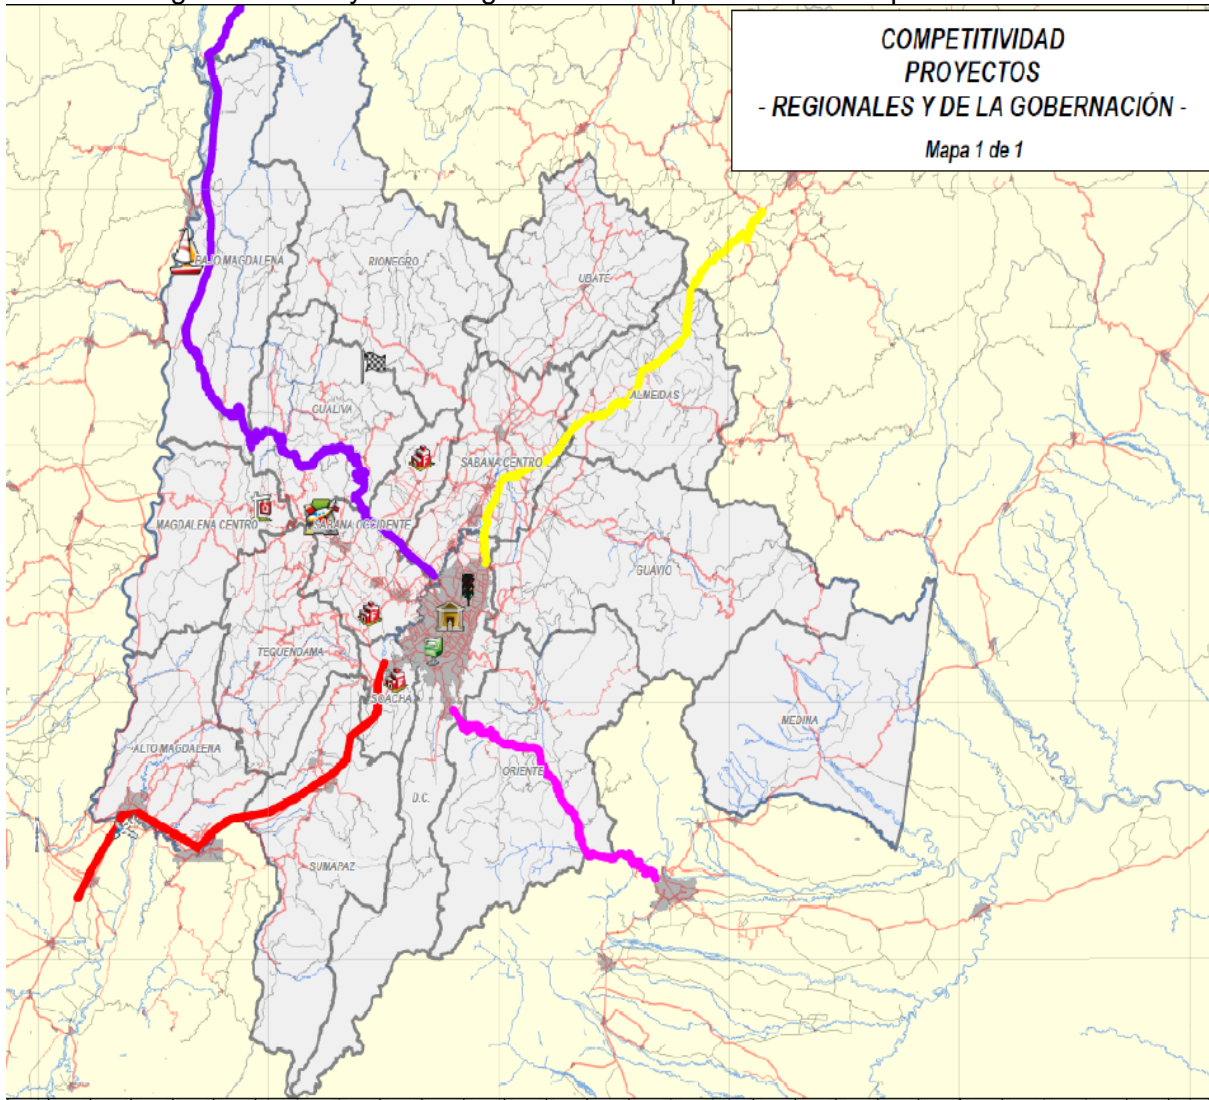 COMPETITIVIDAD
PROYECTOS
- REGIONALES Y DE LA GOBERNACIÓN -
Mapa 1 de 1
BAJO MAGDALENA
RIONEGRO
UBATE
GUALIVA
ALMEIDAS
SABANA CENTRO
MAGDALENA CENTRO
SABANA OCCIDENTE
GUAVIO
TEQUENDAMA
SOACHA
MEDINA
ALTO MAGDALENA
ORIENTE
D.C.
SUMAPAZ